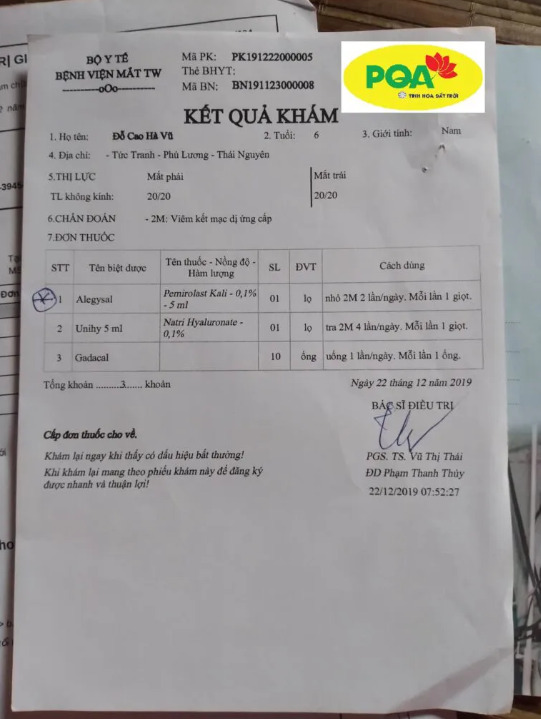 BỘ Y TẾ
BỆNH VIỆN MẮT TW
--------oOo--------
Mã PK: PK191222000005
Thẻ BHYT:
Mã BN: BN191123000008
PQA
TINH HOA ĐẤT TRỜI
KẾT QUẢ KHÁM
1. Họ tên: Đỗ Cao Hà Vũ 2. Tuổi: 6 3. Giới tính: Nam
4. Địa chỉ: - Tức Tranh - Phú Lương - Thái Nguyên
5.THỊ LỰC Mắt phải Mắt trái
TL không kính: 20/20 20/20
6.CHẨN ĐOÁN - 2M: Viêm kết mạc dị ứng cấp
7.ĐƠN THUỐC
STT Tên biệt dược Tên thuốc - Nồng độ - Hàm lượng SL ĐVT Cách dùng
1 Alegysal Pemirolast Kali - 0,1% - 5 ml 01 lọ nhỏ 2M 2 lần/ngày. Mỗi lần 1 giọt.
2 Unihy 5 ml Natri Hyaluronate - 0,1% 01 lọ tra 2M 4 lần/ngày. Mỗi lần 1 giọt.
3 Gadacal 10 ống uống 1 lần/ngày. Mỗi lần 1 ống.
Tổng khoản ..........3...... khoản
Ngày 22 tháng 12 năm 2019
BÁC SĨ ĐIỀU TRỊ
Cấp đơn thuốc cho về.
Khám lại ngay khi thấy có dấu hiệu bất thường!
Khi khám lại mang theo phiếu khám này để đăng ký
được nhanh và thuận lợi!
PGS. TS. Vũ Thị Thái
ĐD Phạm Thanh Thủy
22/12/2019 07:52:27